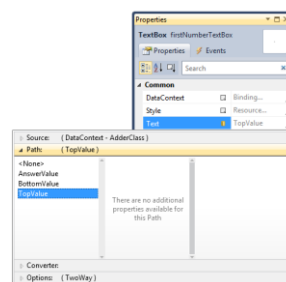 Properties
TextBox firstNumberTextBox
Properties Events
Search
Common
DataContext Binding...
Style Resource...
Text TopValue
Source: ( DataContext - AdderClass )
Path: ( TopValue )
<None>
AnswerValue
BottomValue
TopValue
There are no additional
properties available for
this Path
Converter:
Options: ( TwoWay )